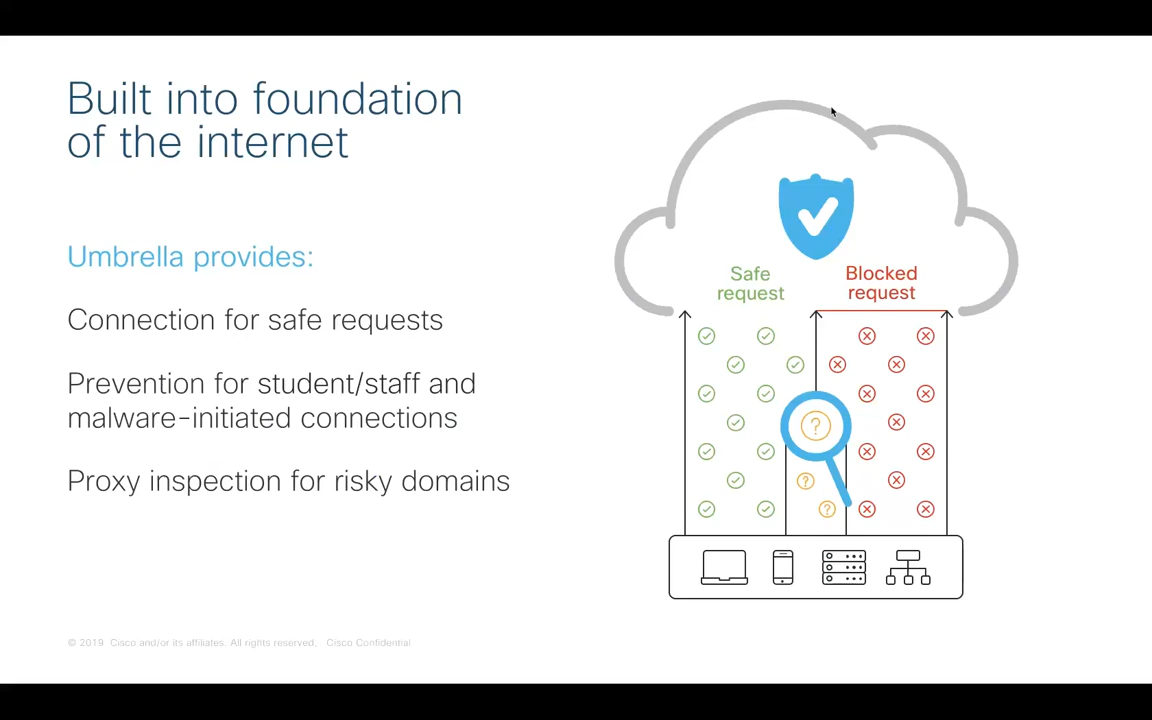 Built into foundation
of the internet
Umbrella provides:
Connection for safe requests
Prevention for student/staff and
malware-initiated connections
Proxy inspection for risky domains
Safe
request
Blocked
request
?
?
?
© 2019 Cisco and/or its affiliates. All rights reserved. Cisco Confidential